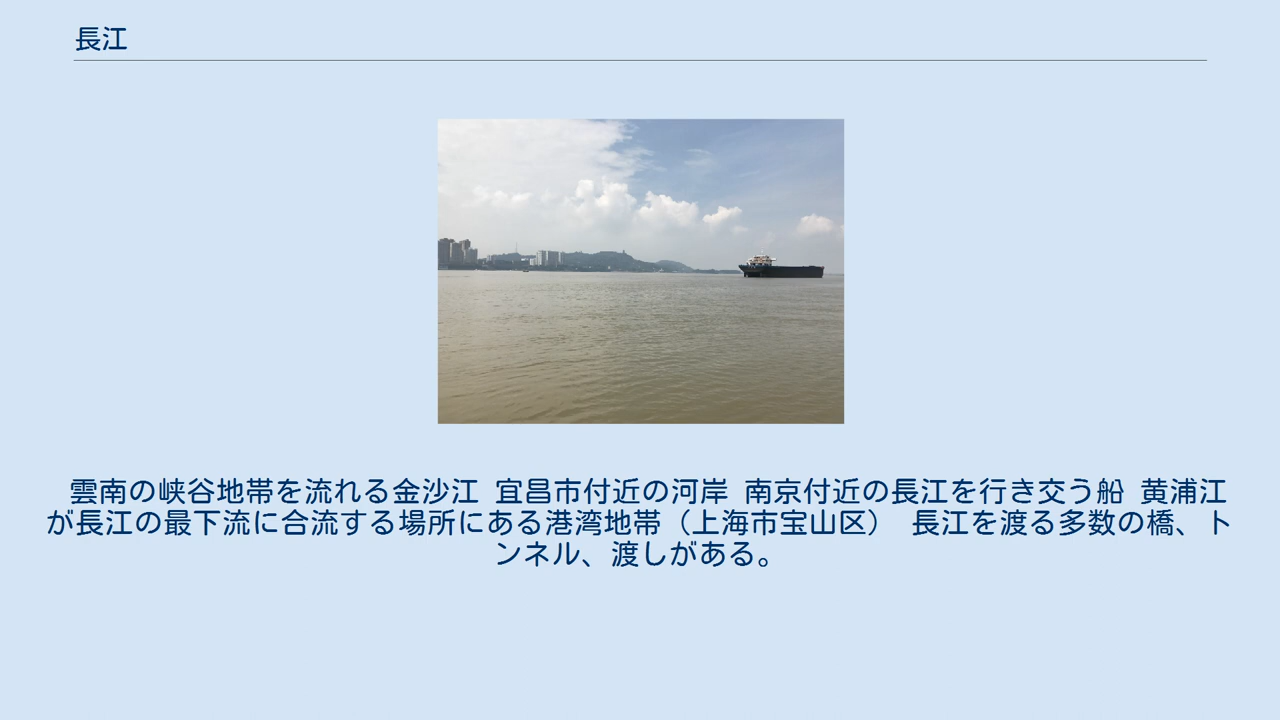 長江
雲南の峡谷地帯を流れる金沙江 宜昌市付近の河岸 南京付近の長江を行き交う船 黄浦江
が長江の最下流に合流する場所にある港湾地帯（上海市宝山区） 長江を渡る多数の橋、ト
ンネル、渡しがある。